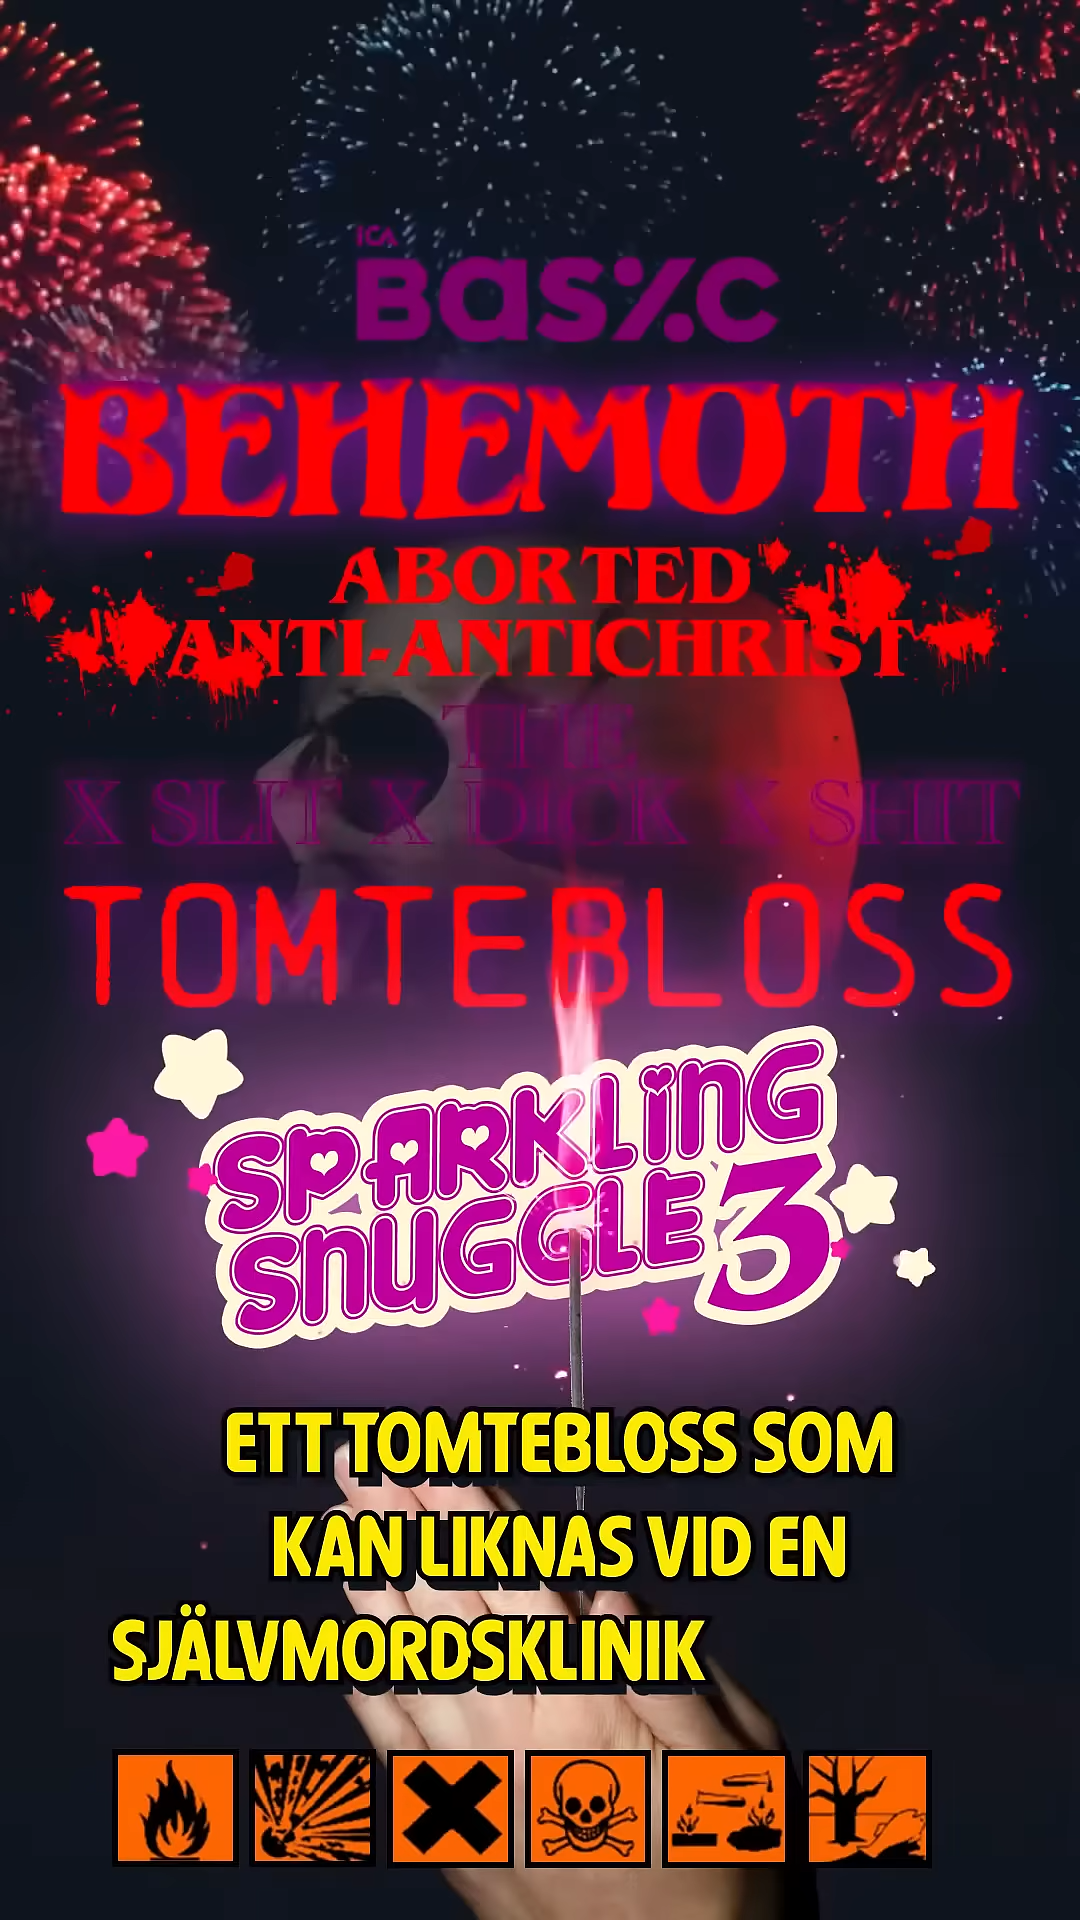 ICA
BASIC
BEHEMOTH
ABORTED
ANTI-ANTICHRIST
THE
X SLIT X DICK X SHIT
TOMTEBLOSS
SPARKLING
SNUGGLE 3
ETT TOMTEBLOSS SOM
KAN LIKNAS VID EN
SJÄLVMORDSKLINIK